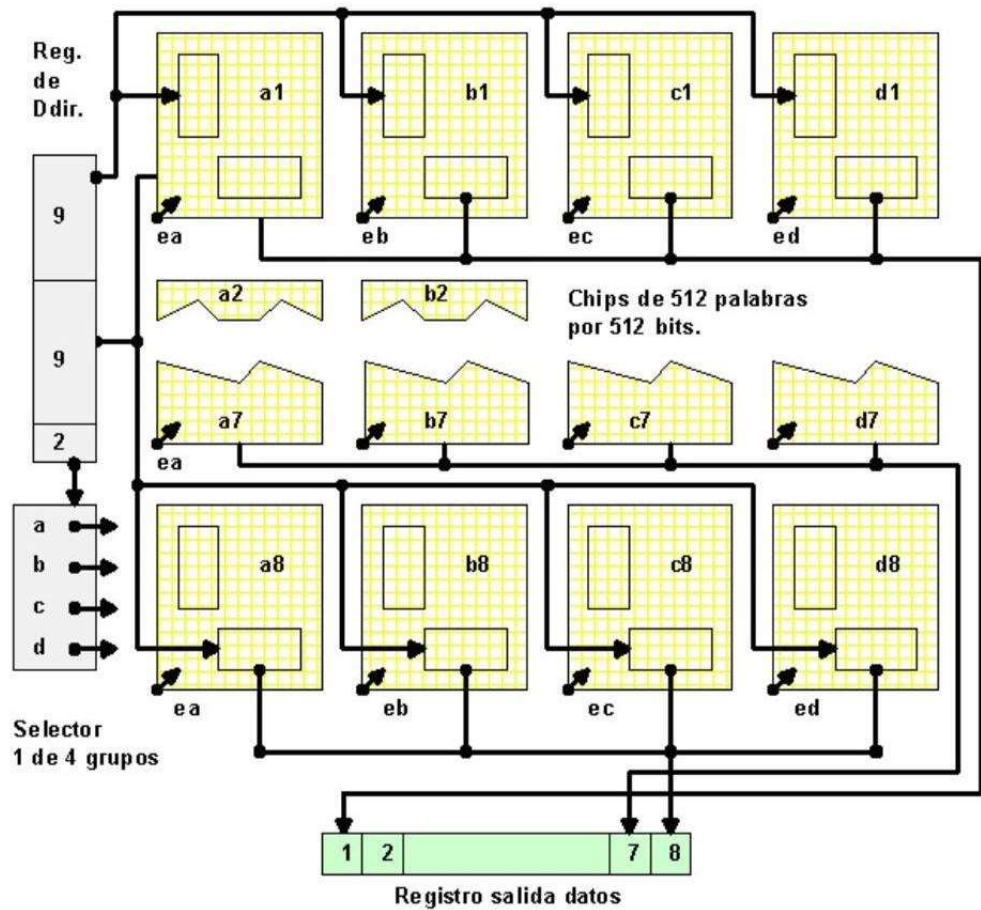 Reg.
de
Ddir.
a1
b1
c1
d1
9
ea
eb
ec
ed
a2
b2
Chips de 512 palabras
por 512 bits.
9
a7
b7
c7
d7
2
ea
a
b
c
d
a8
b8
c8
d8
ea
eb
ec
ed
Selector
1 de 4 grupos
1 2 7 8
Registro salida datos